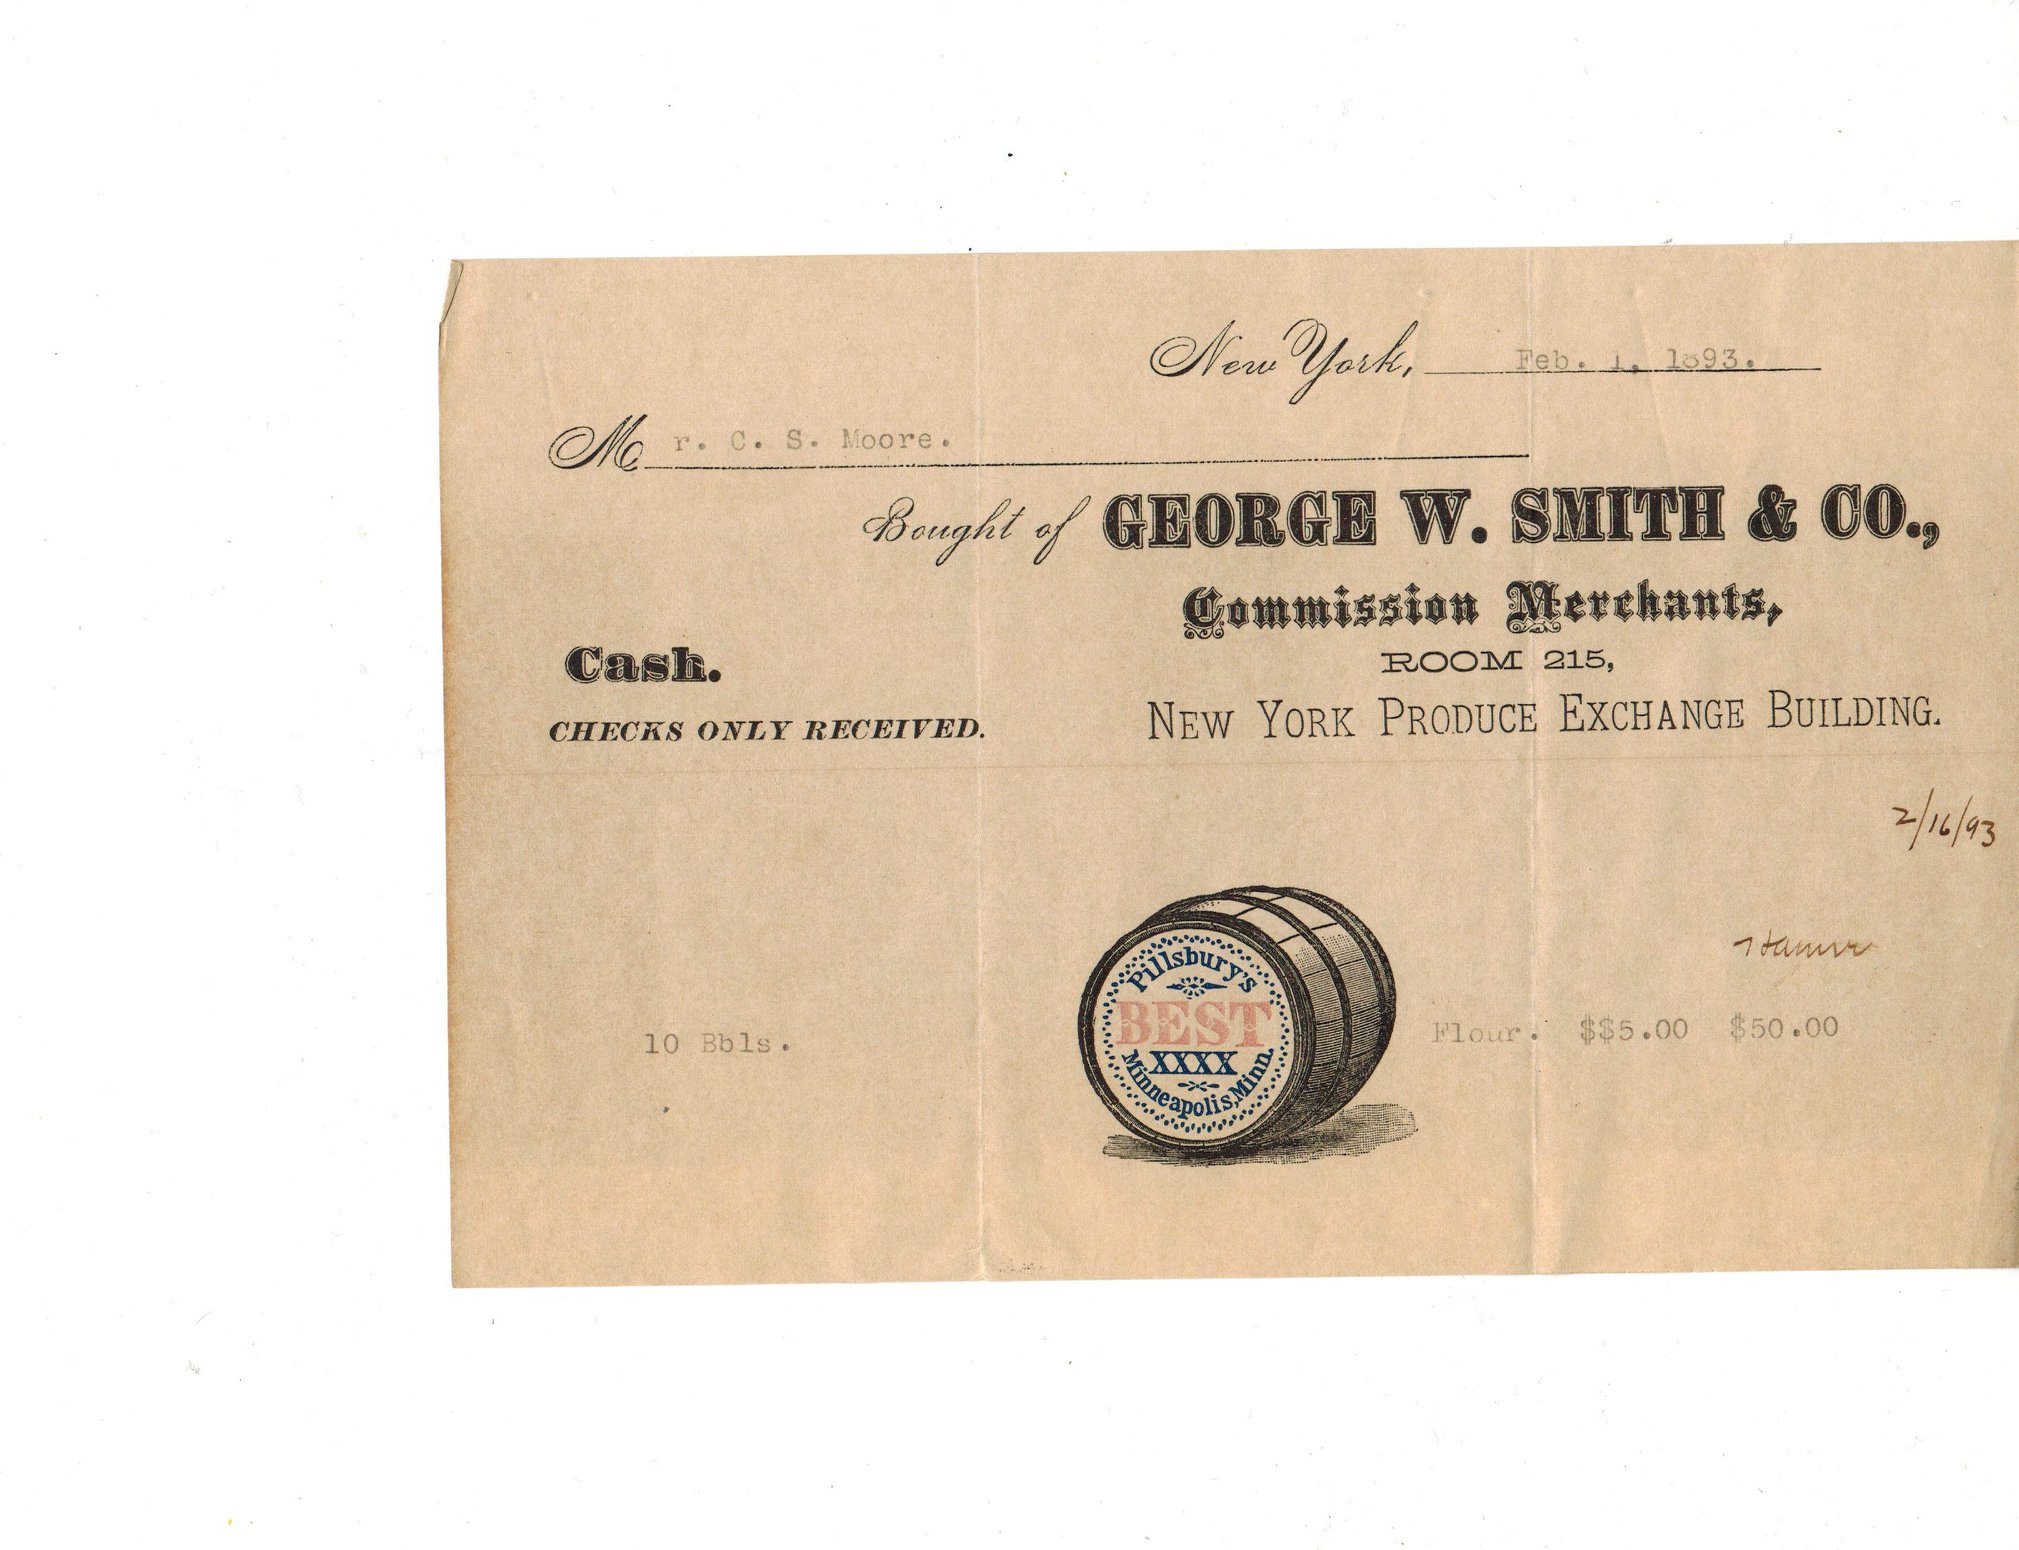 New York, Feb. 1, 1893.
Mr. C. S. Moore.
Bought of GEORGE W. SMITH & CO.,
Commission Merchants,
Cash.
ROOM 215,
CHECKS ONLY RECEIVED.
NEW YORK PRODUCE EXCHANGE BUILDING.
2/16/93
Pillsbury's
BEST
XXXX
Minneapolis, Minn.
10 Bbls. Flour. $$5.00 $50.00